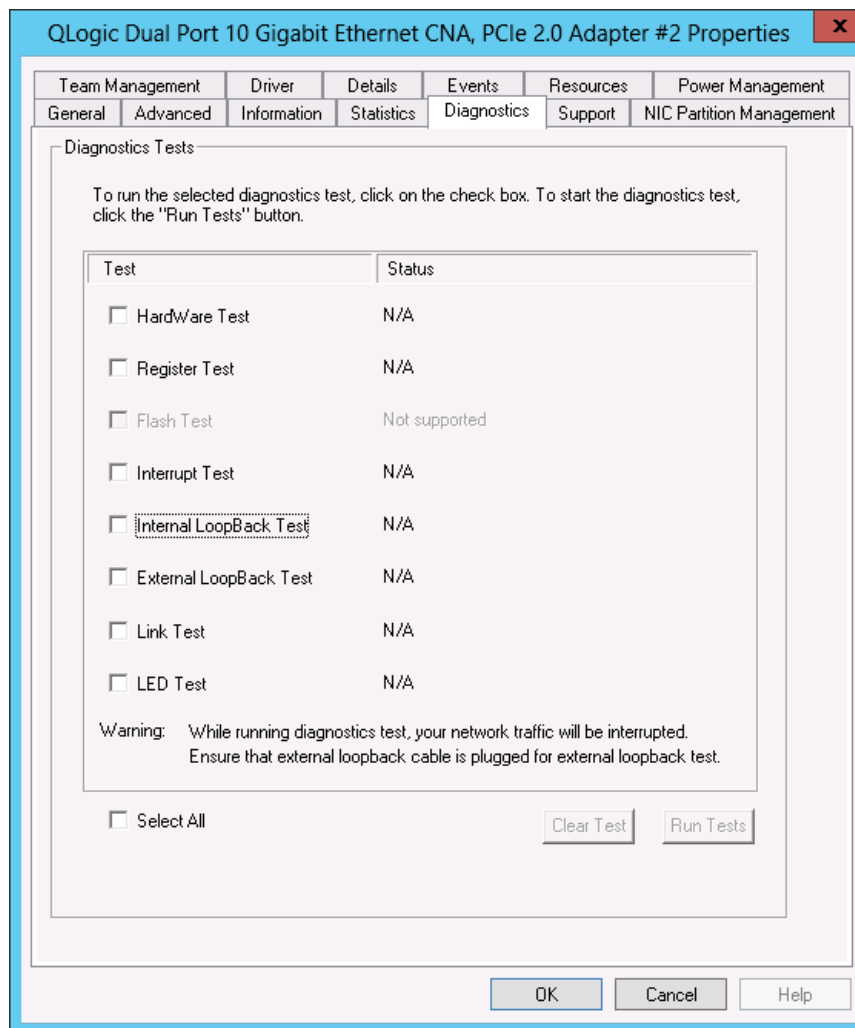 QLogic Dual Port 10 Gigabit Ethernet CNA, PCIe 2.0 Adapter #2 Properties
x
Team Management Driver Details Events Resources Power Management
General Advanced Information Statistics Diagnostics Support NIC Partition Management
Diagnostics Tests
To run the selected diagnostics test, click on the check box. To start the diagnostics test,
click the "Run Tests" button.
Test Status
HardWare Test N/A
Register Test N/A
Flash Test Not supported
Interrupt Test N/A
Internal LoopBack Test N/A
External LoopBack Test N/A
Link Test N/A
LED Test N/A
Warning: While running diagnostics test, your network traffic will be interrupted.
Ensure that external loopback cable is plugged for external loopback test.
Select All Clear Test Run Tests
OK Cancel Help